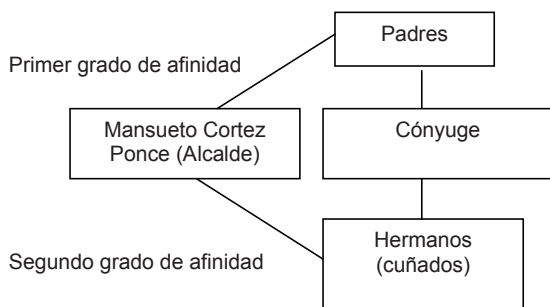 Padres
Primer grado de afinidad
Mansueto Cortez
Ponce (Alcalde)
Cónyuge
Hermanos
(cuñados)
Segundo grado de afinidad